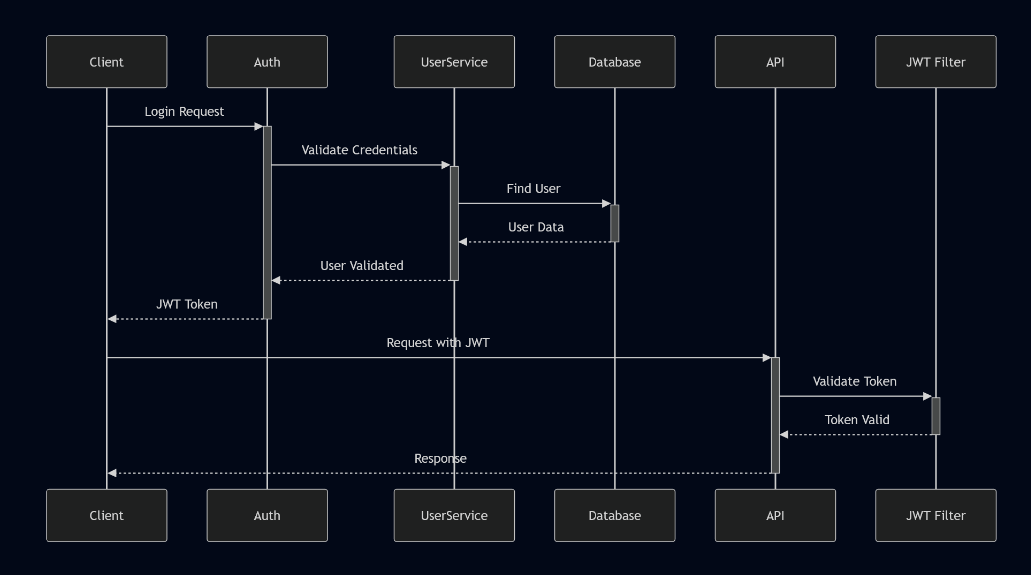 Client
Auth
UserService
Database
API
JWT Filter
Login Request
Validate Credentials
Find User
User Data
User Validated
JWT Token
Request with JWT
Validate Token
Token Valid
Response
Client
Auth
UserService
Database
API
JWT Filter